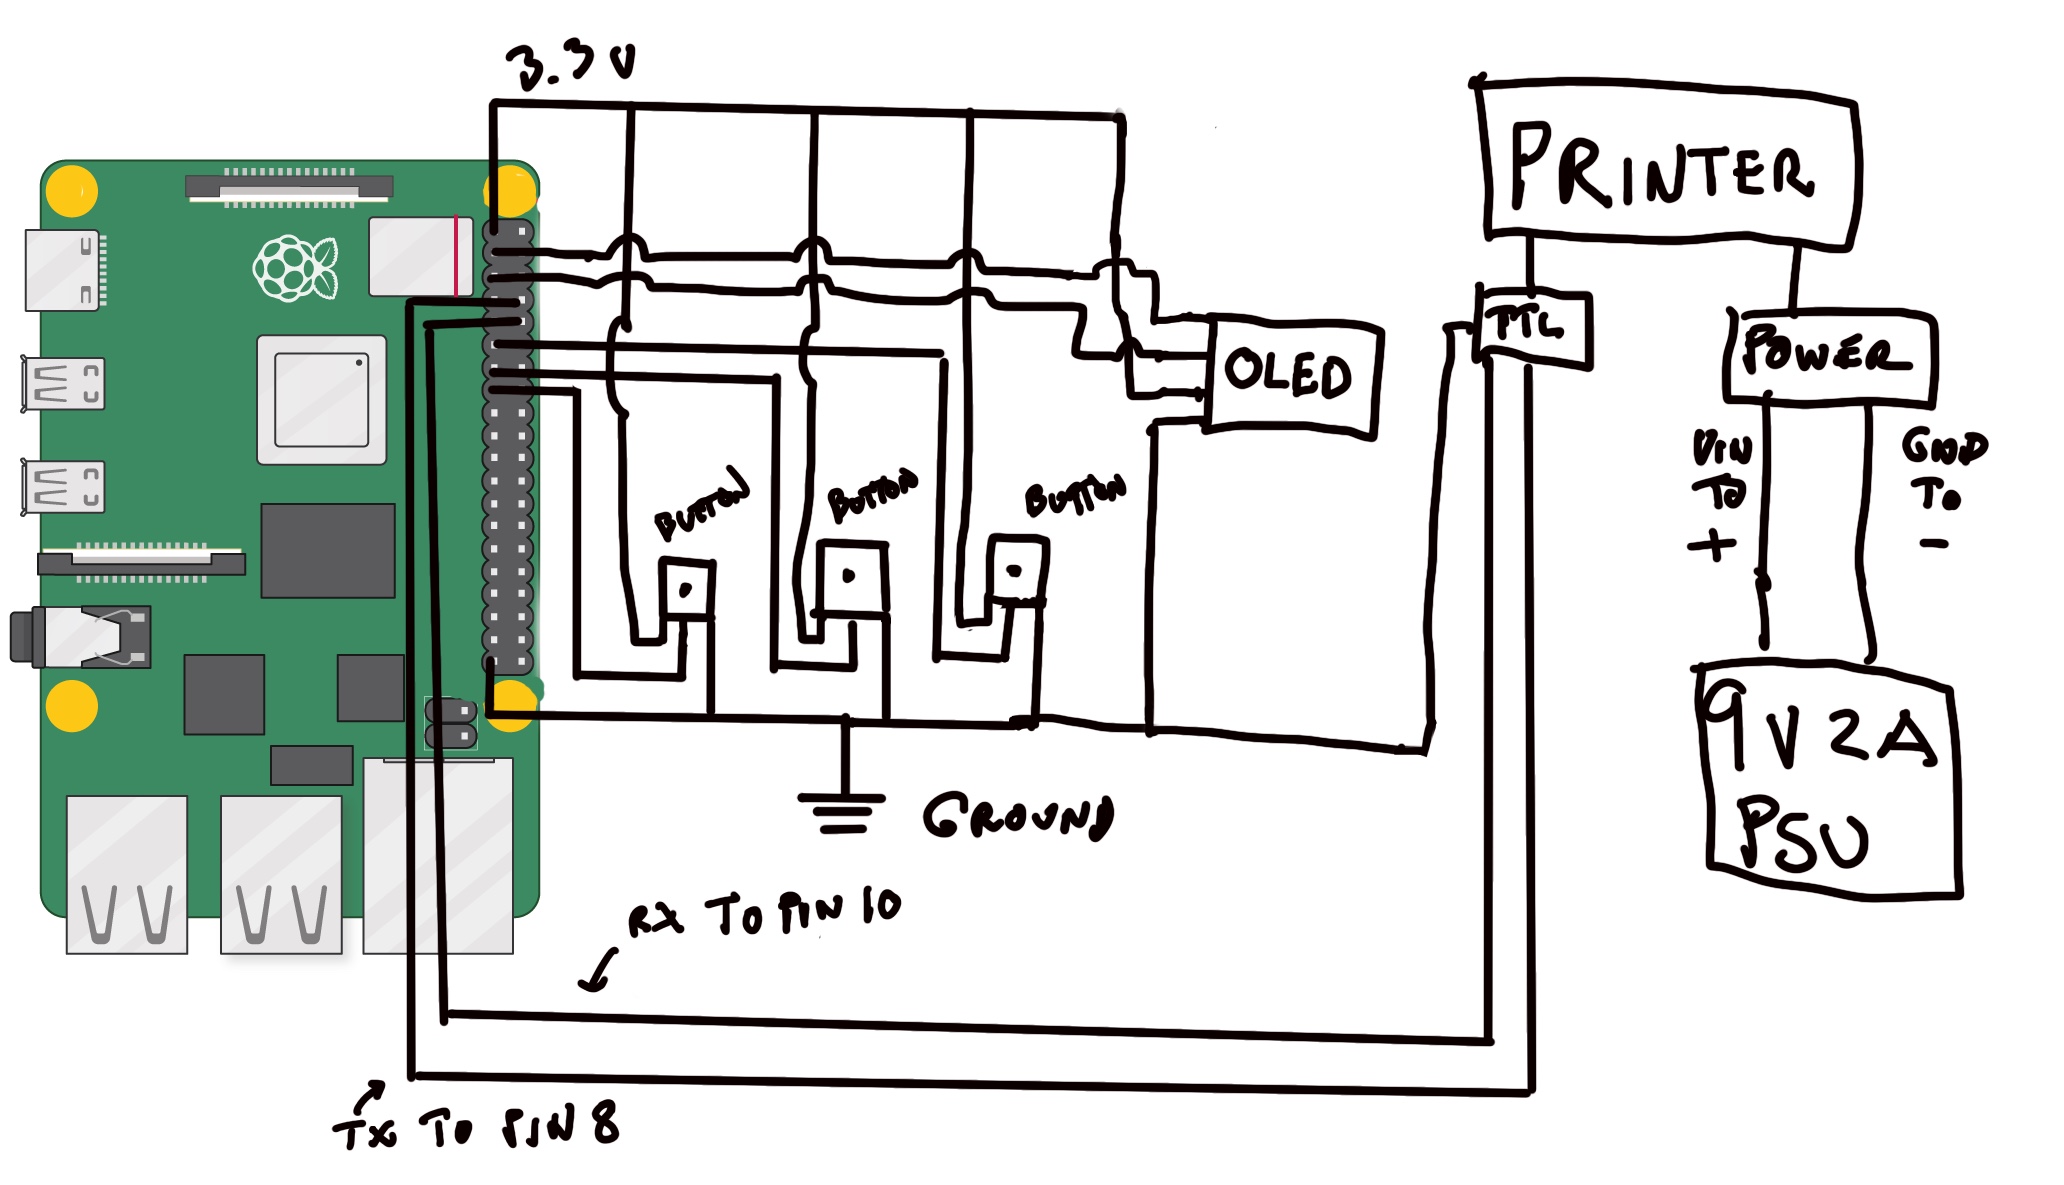 3.3V
PRINTER
TTL
POWER
OLED
VIN
TO
+
GND
TO
-
BUTTON
BUTTON
BUTTON
9V 2A
PSU
GROUND
RX TO PIN 10
TX TO PIN 8